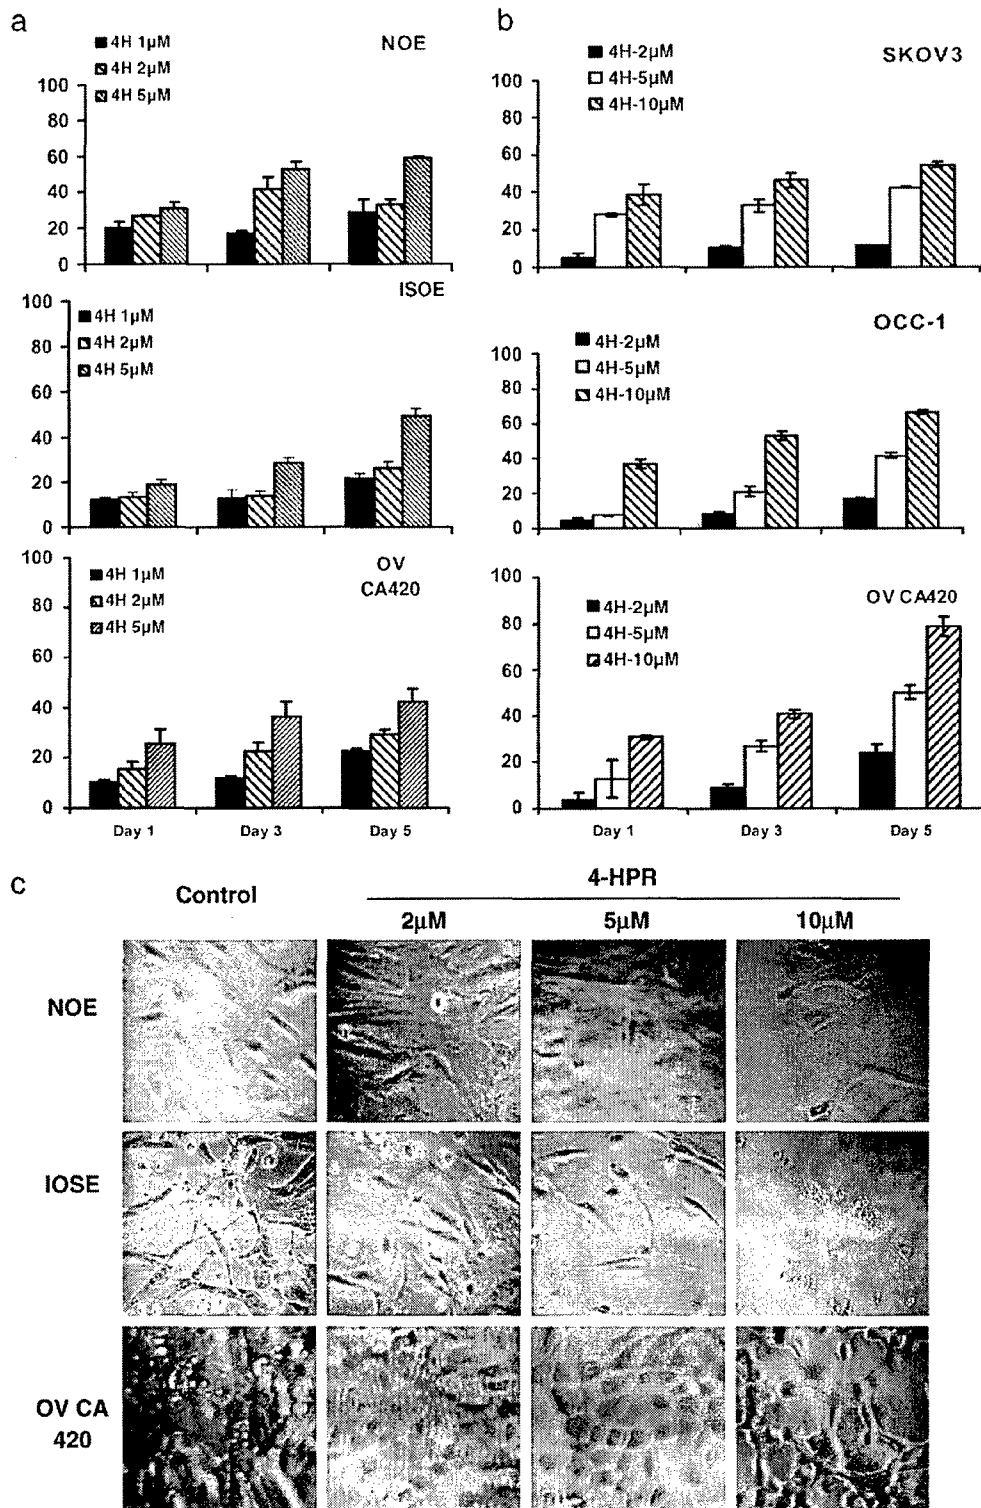 a
4H 1µM
4H 2µM
4H 5µM
NOE
100
80
60
40
20
0
ISOE
100
80
60
40
20
0
4H 1µM
4H 2µM
4H 5µM
OV
CA420
100
80
60
40
20
0
4H 1µM
4H 2µM
4H 5µM
Day 1
Day 3
Day 5
b
4H-2µM
4H-5µM
4H-10µM
SKOV3
100
80
60
40
20
0
OCC-1
4H-2µM
4H-5µM
4H-10µM
100
80
60
40
20
0
OV CA420
4H-2µM
4H-5µM
4H-10µM
100
80
60
40
20
0
Day 1
Day 3
Day 5
c
Control
4-HPR
2µM
5µM
10µM
NOE
IOSE
OV CA
420